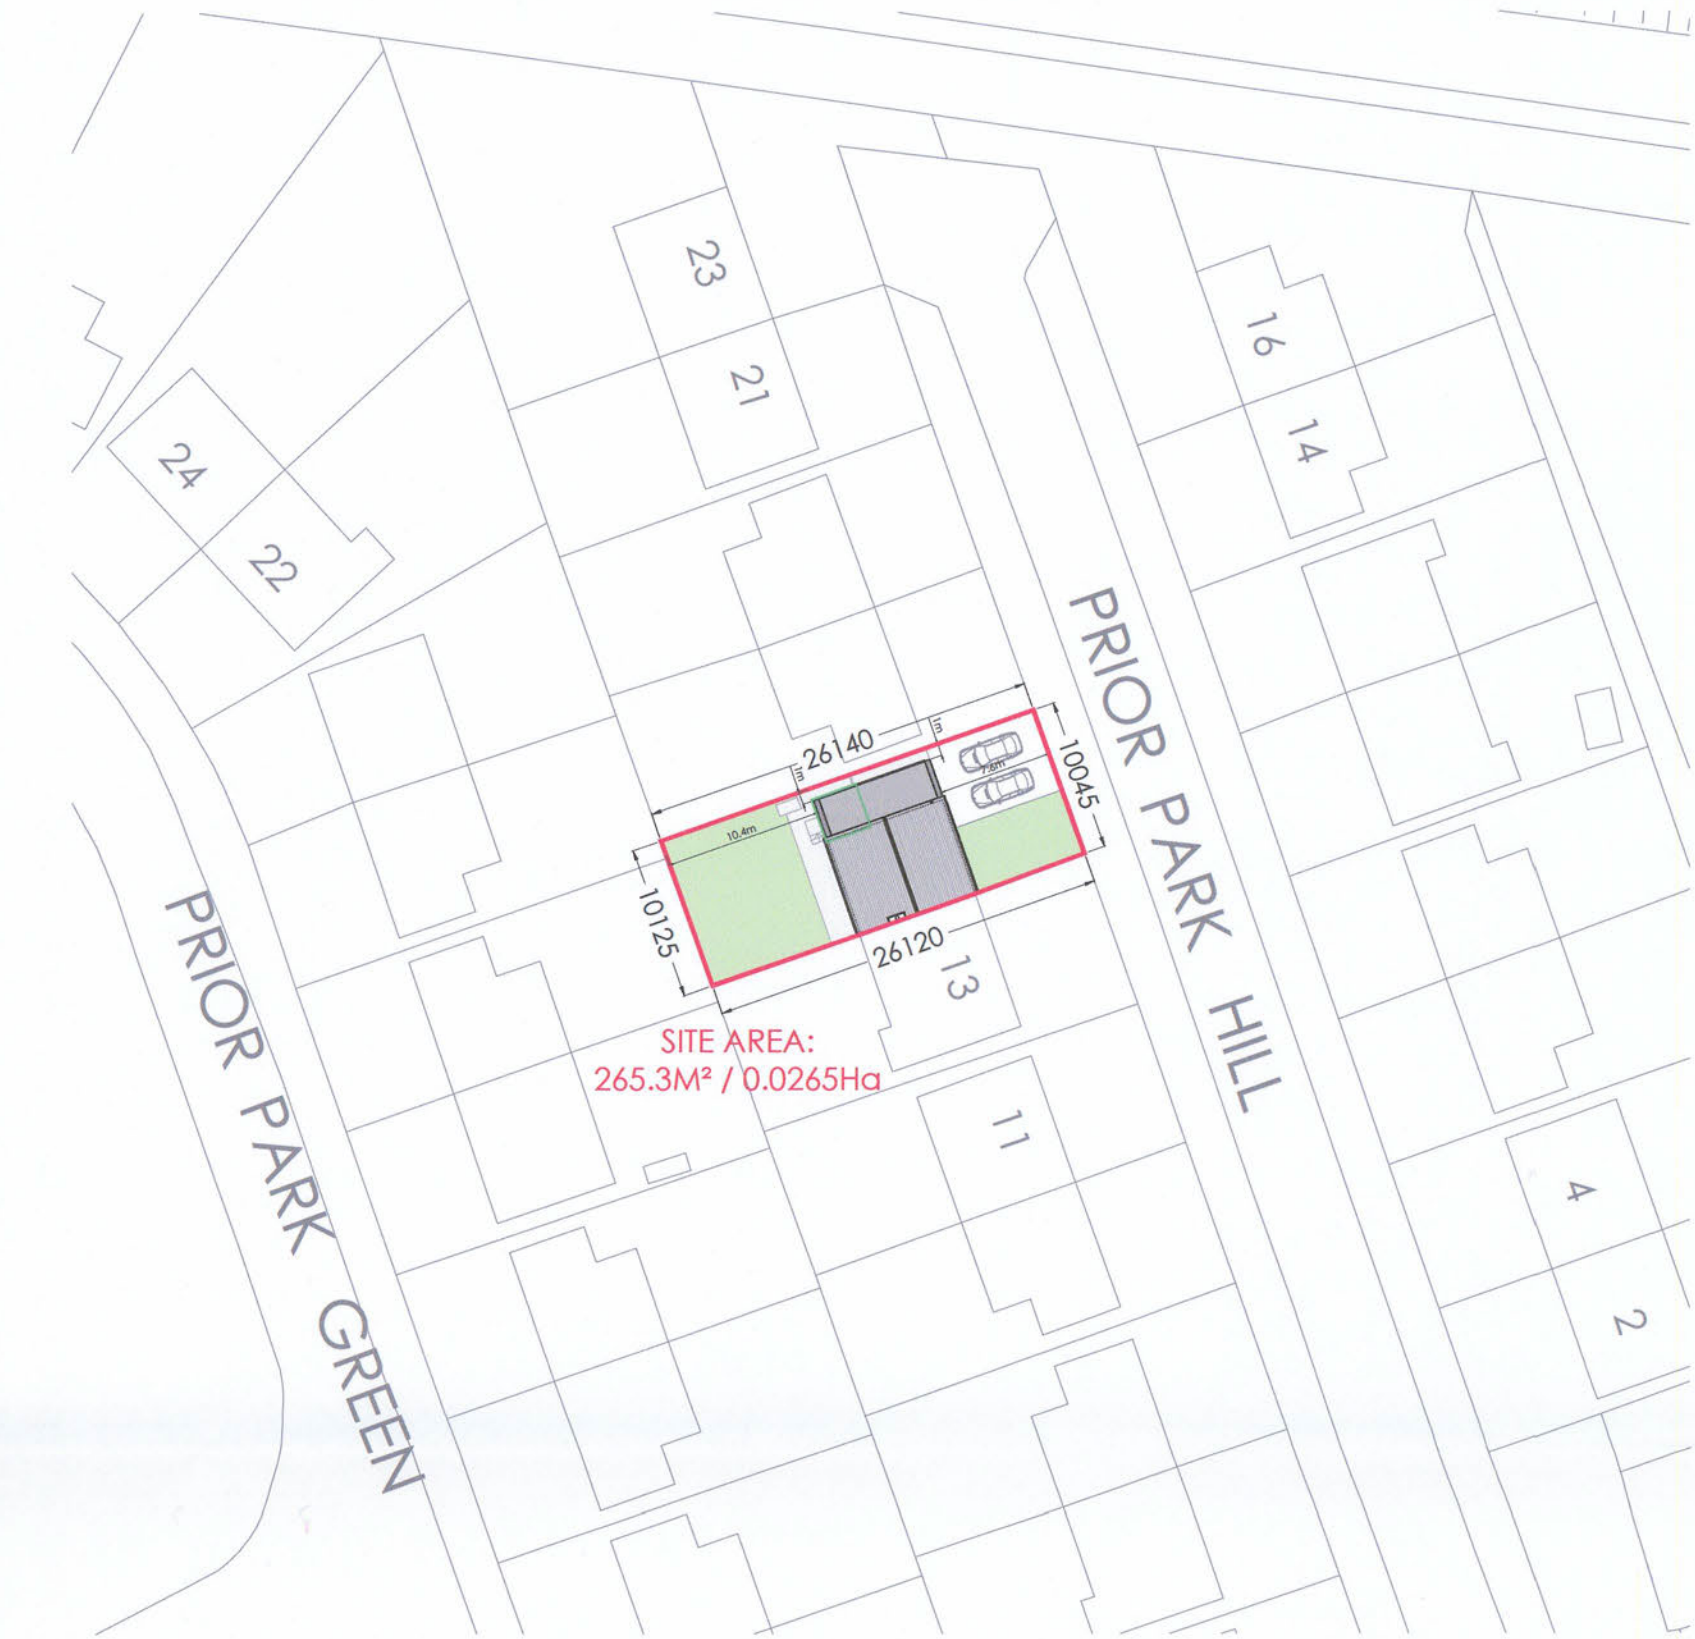 23
21
16
14
24
22
PRIOR PARK HILL
26140
1m
1m
7.6m
10045
10.4m
10125
26120
13
SITE AREA:
265.3M² / 0.0265Ha
PRIOR PARK GREEN
11
4
2